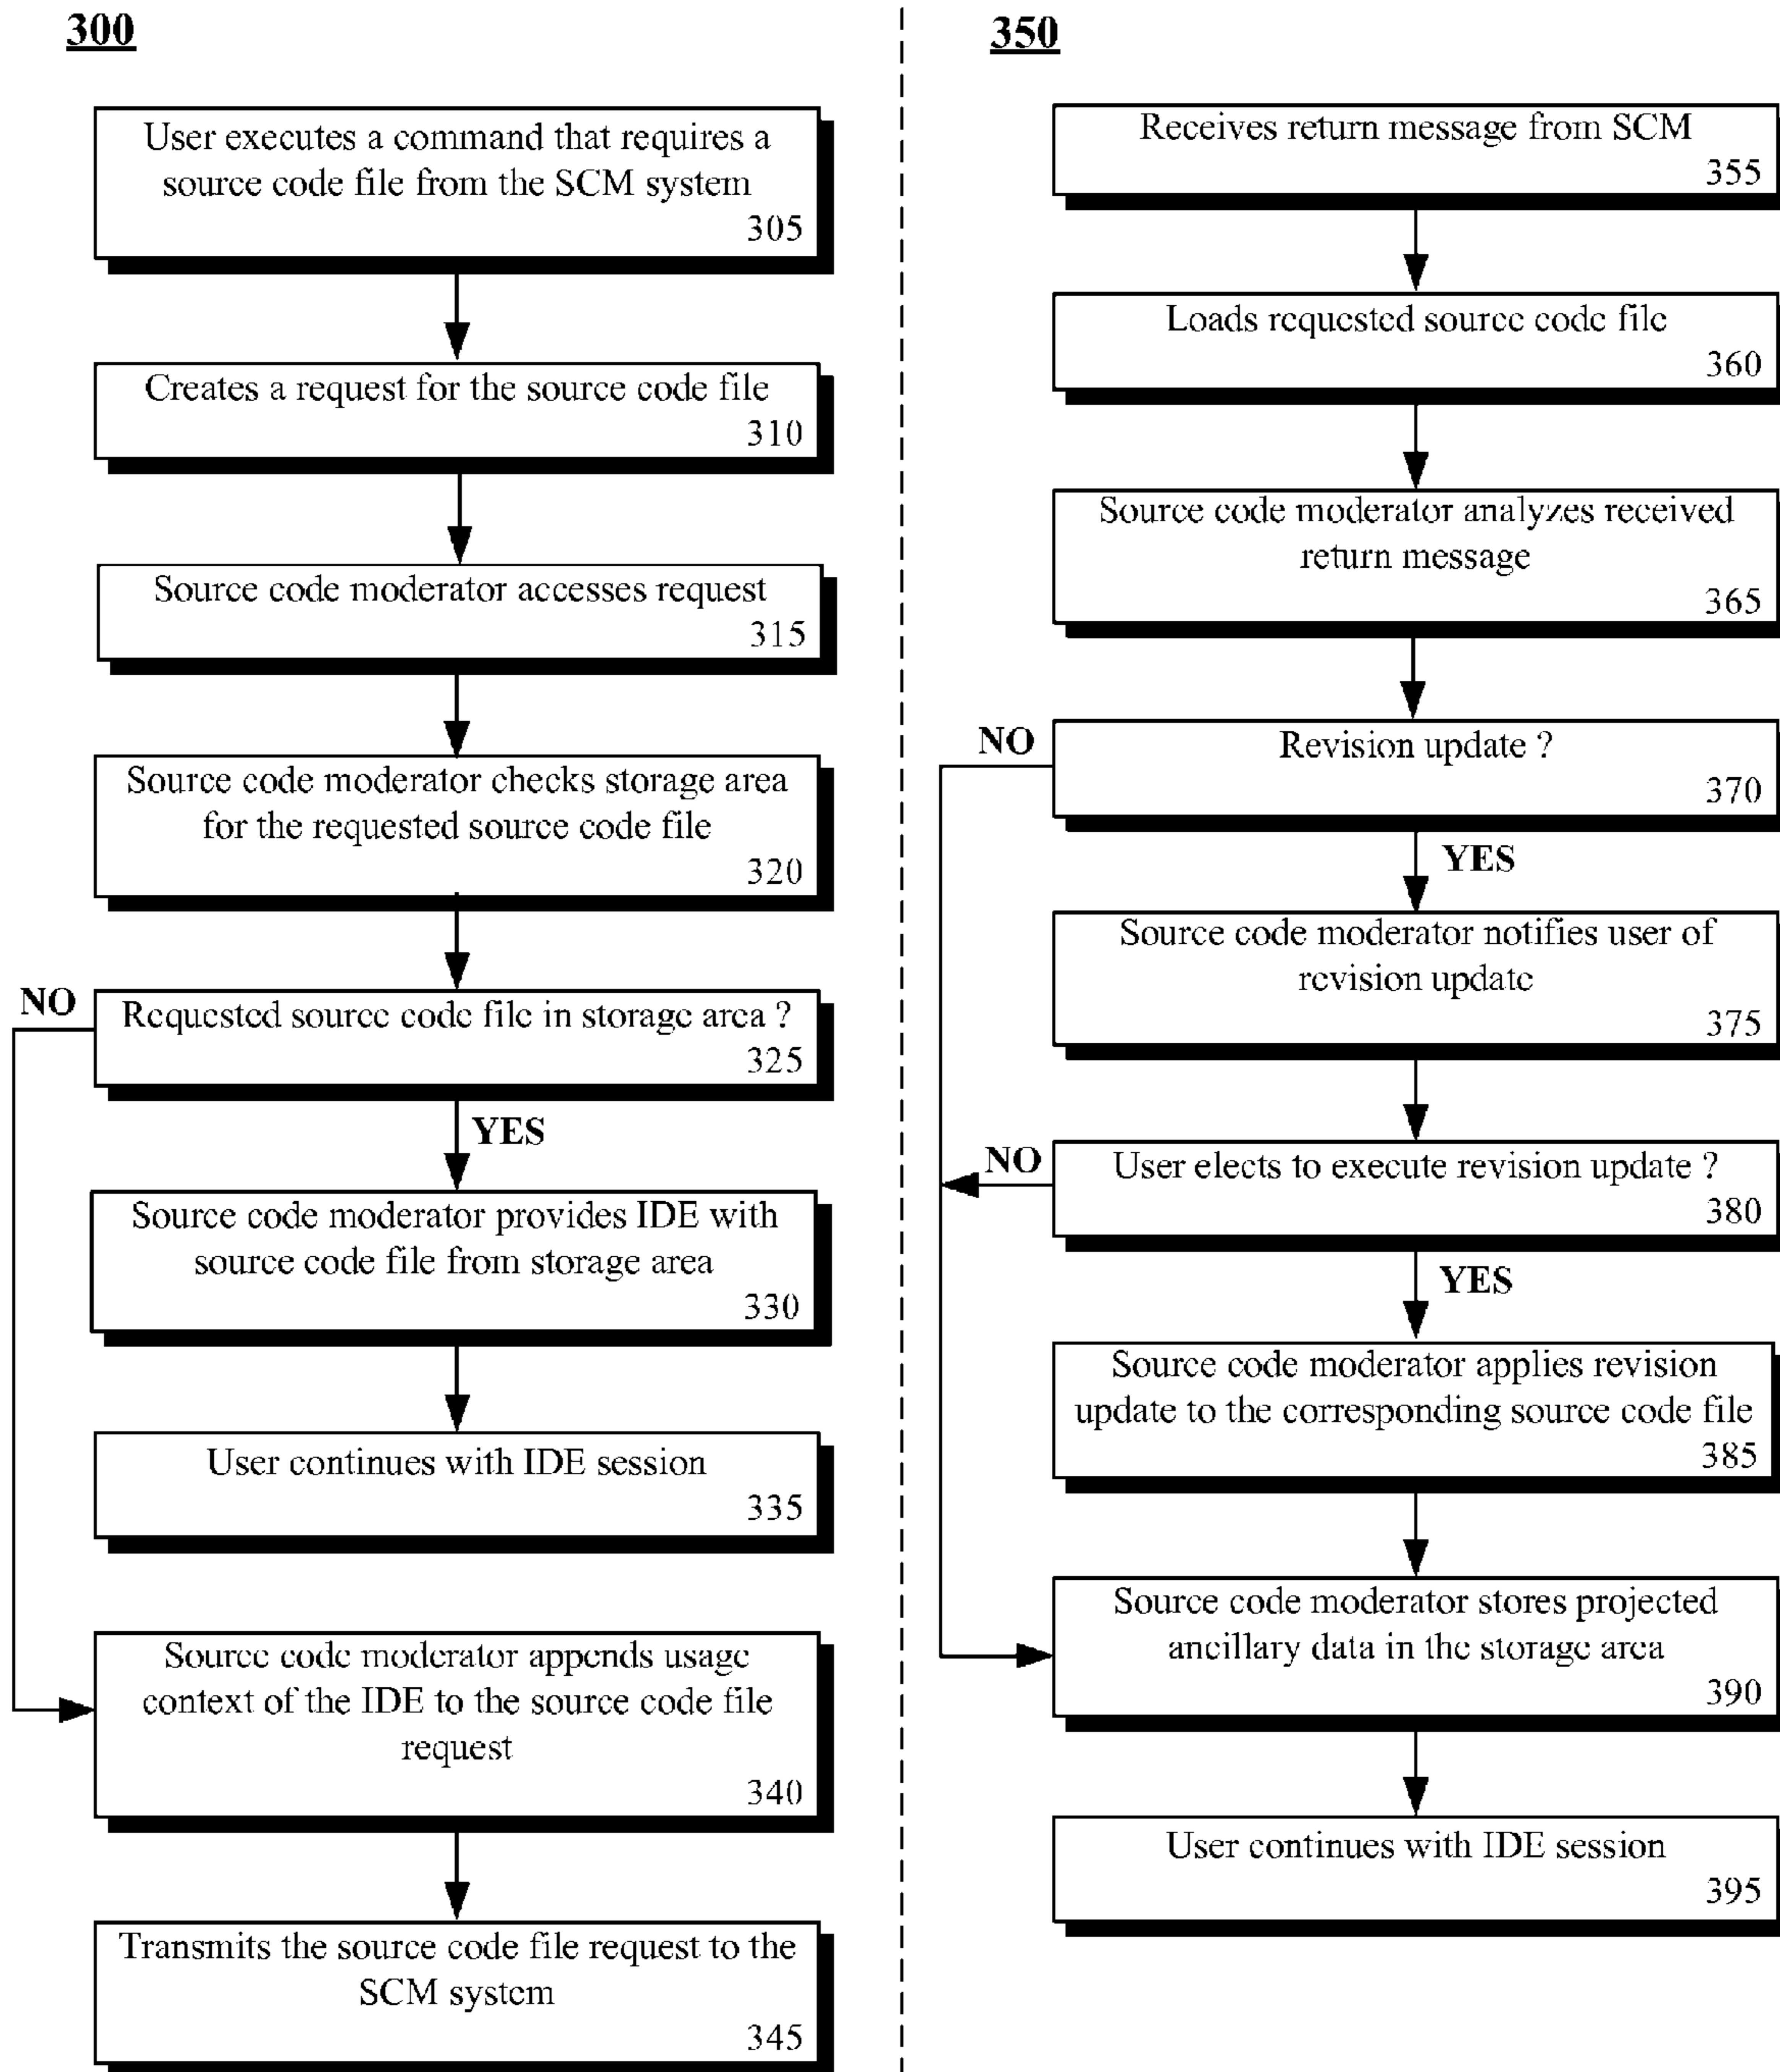 300
User executes a command that requires a
source code file from the SCM system
305
Creates a request for the source code file
310
Source code moderator accesses request
315
Source code moderator checks storage area
for the requested source code file
320
NO
Requested source code file in storage area ?
325
YES
Source code moderator provides IDE with
source code file from storage area
330
User continues with IDE session
335
Source code moderator appends usage
context of the IDE to the source code file
request
340
Transmits the source code file request to the
SCM system
345
350
Receives return message from SCM
355
Loads requested source code file
360
Source code moderator analyzes received
return message
365
NO
Revision update ?
370
YES
Source code moderator notifies user of
revision update
375
NO
User elects to execute revision update ?
380
YES
Source code moderator applies revision
update to the corresponding source code file
385
Source code moderator stores projected
ancillary data in the storage area
390
User continues with IDE session
395